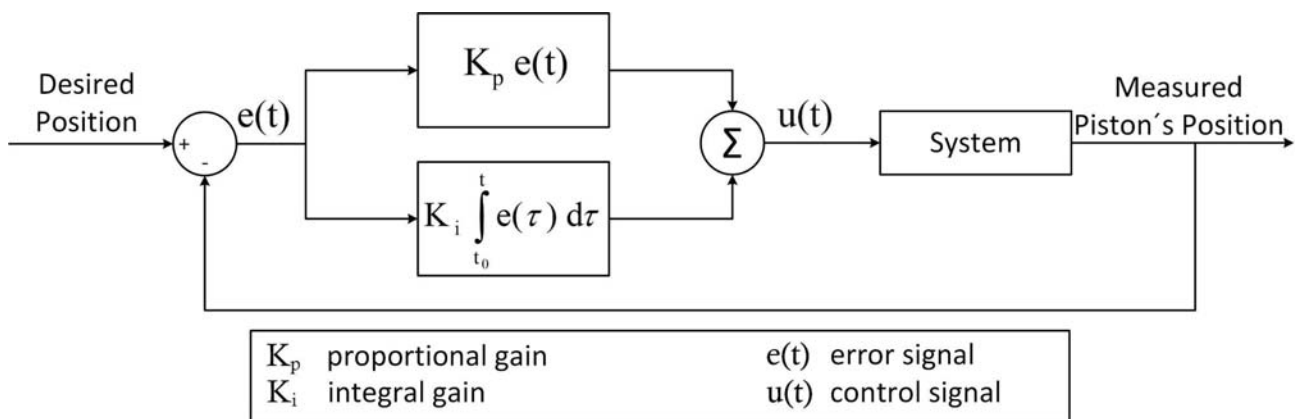 Desired
Position
+
-
e(t)
K_p e(t)
K_i ∫_{t_0}^{t} e(τ) dτ
Σ
u(t)
System
Measured
Piston´s Position
K_p proportional gain
K_i integral gain
e(t) error signal
u(t) control signal